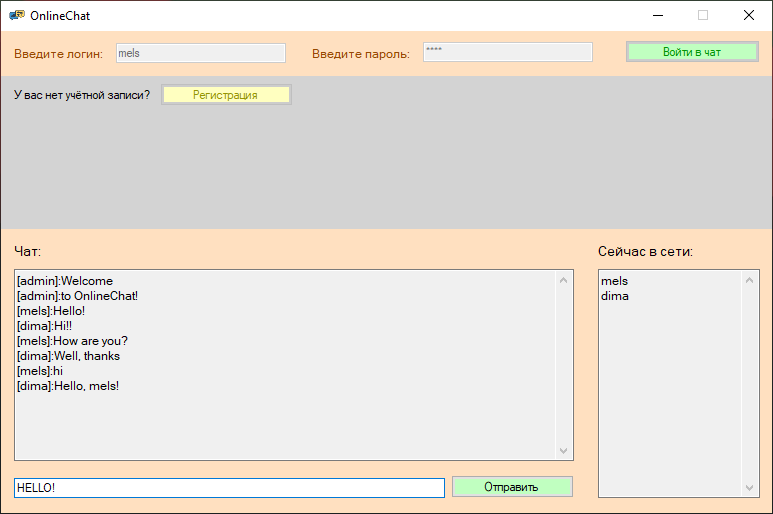 OnlineChat
Введите логин: mels Введите пароль: **** Войти в чат
У вас нет учётной записи? Регистрация
Чат: Сейчас в сети:
[admin]:Welcome
[admin]:to OnlineChat!
[mels]:Hello!
[dima]:Hi!!
[mels]:How are you?
[dima]:Well, thanks
[mels]:hi
[dima]:Hello, mels!
mels
dima
HELLO! Отправить